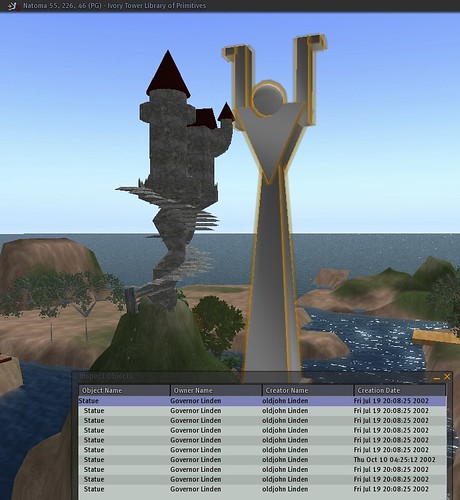 Natoma 55, 226, 46 (PG) - Ivory Tower Library of Primitives
Inspect Objects
Object Name Owner Name Creator Name Creation Date
Statue Governor Linden oldjohn Linden Fri Jul 19 20:08:25 2002
Statue Governor Linden oldjohn Linden Fri Jul 19 20:08:25 2002
Statue Governor Linden oldjohn Linden Fri Jul 19 20:08:25 2002
Statue Governor Linden oldjohn Linden Fri Jul 19 20:08:25 2002
Statue Governor Linden oldjohn Linden Fri Jul 19 20:08:25 2002
Statue Governor Linden oldjohn Linden Fri Jul 19 20:08:25 2002
Statue Governor Linden oldjohn Linden Thu Oct 10 04:25:12 2002
Statue Governor Linden oldjohn Linden Fri Jul 19 20:08:25 2002
Statue Governor Linden oldjohn Linden Fri Jul 19 20:08:25 2002
Statue Governor Linden oldjohn Linden Fri Jul 19 20:08:25 2002